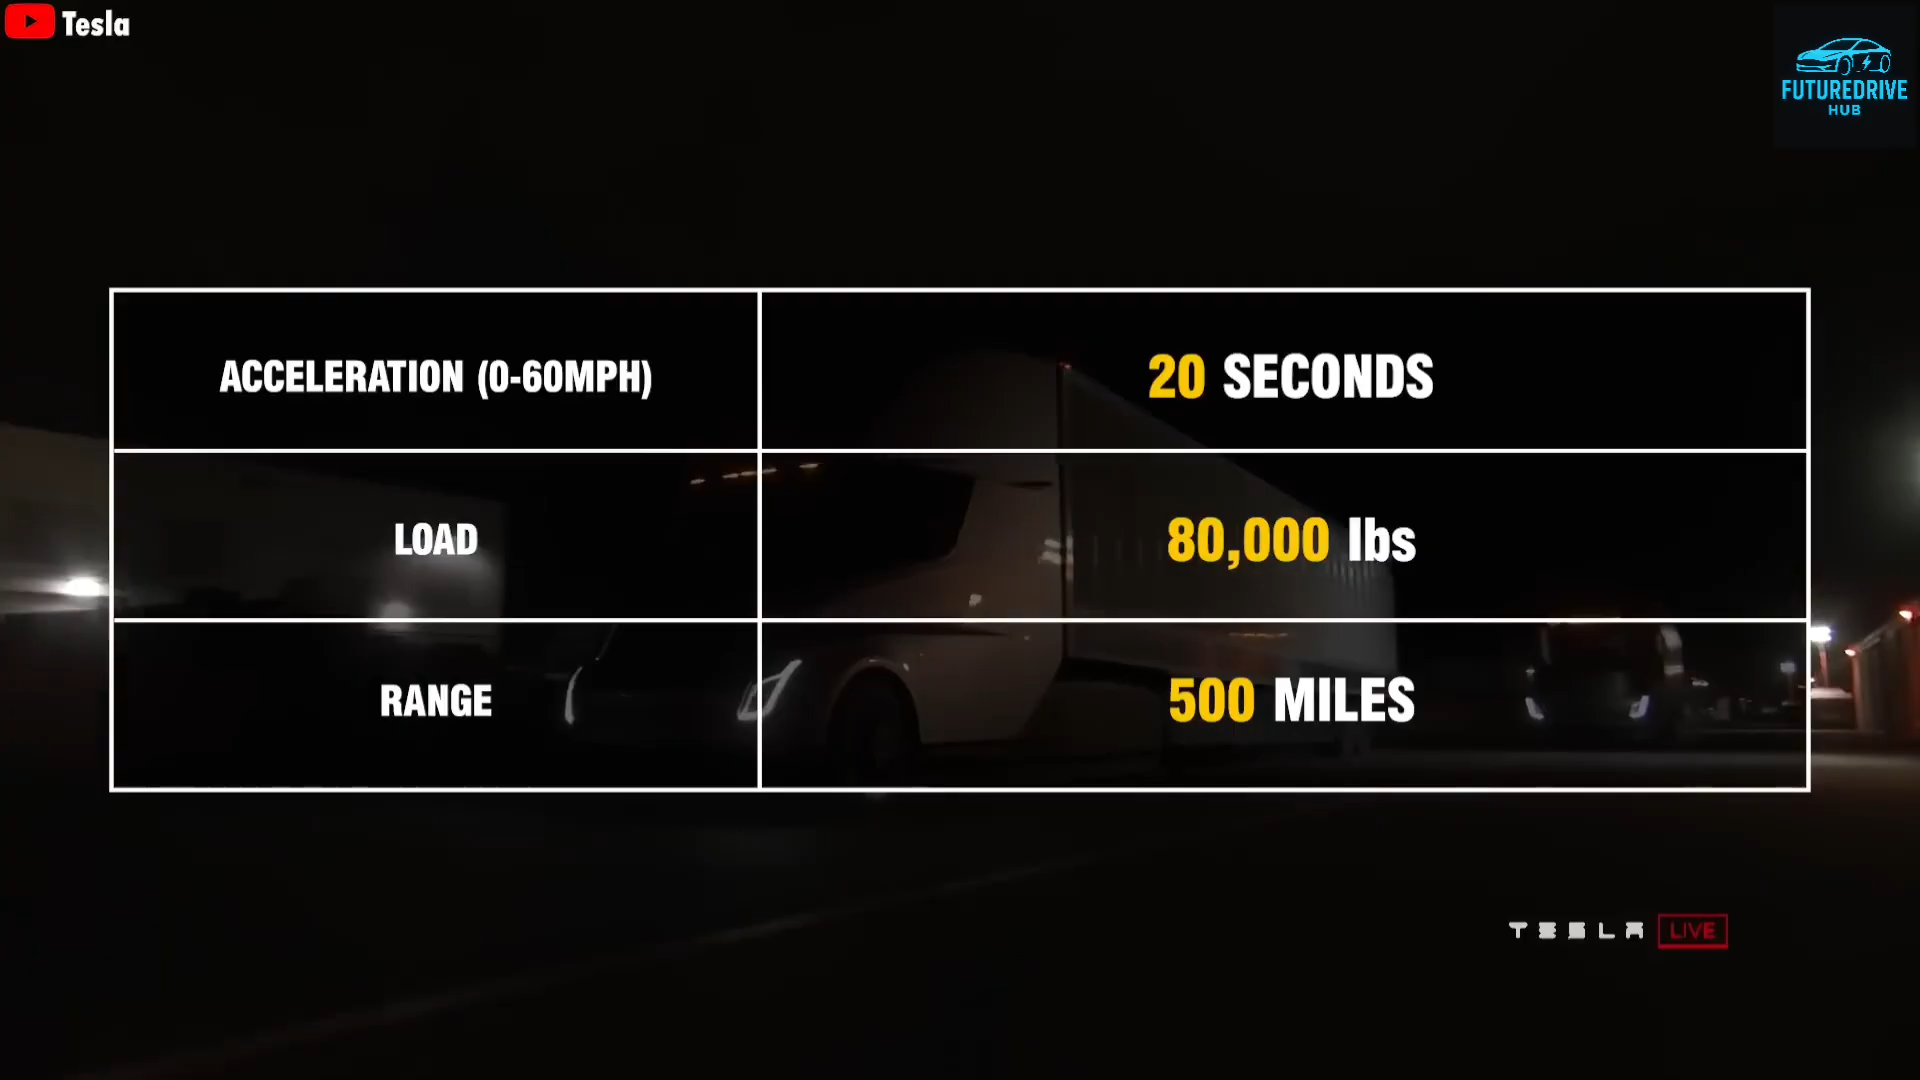 Tesla
FUTUREDRIVE
HUB
ACCELERATION (0-60MPH) 20 SECONDS
LOAD 80,000 lbs
RANGE 500 MILES
TESLA LIVE